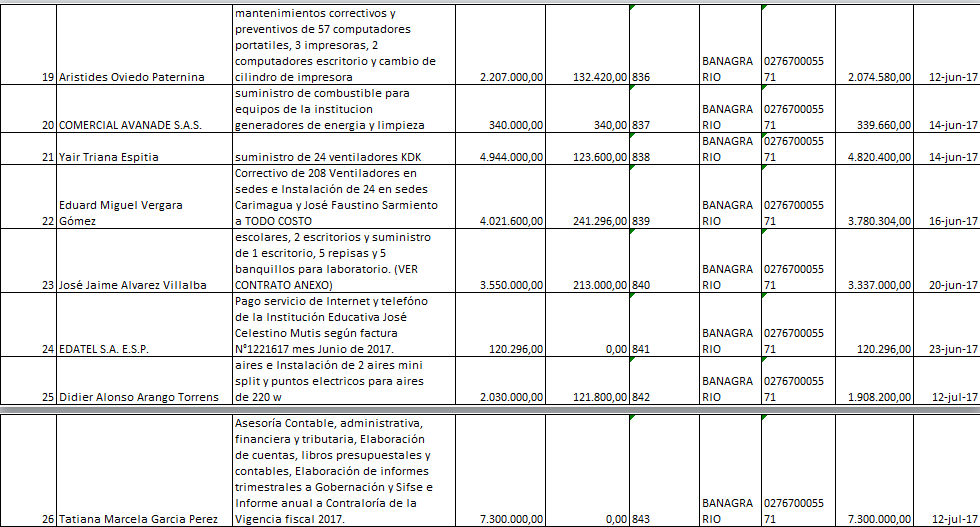 mantenimientos correctivos y
preventivos de 57 computadores
portatiles, 3 impresoras, 2
computadores escritorio y cambio de
cilindro de impresora
19 Aristides Oviedo Paternina 2.207.000,00 132.420,00 836 BANAGRA
RIO 0276700055
71 2.074.580,00 12-jun-17
suministro de combustible para
equipos de la institucion
generadores de energia y limpieza
20 COMERCIAL AVANADE S.A.S. 340.000,00 340,00 837 BANAGRA
RIO 0276700055
71 339.660,00 14-jun-17
21 Yair Triana Espitia suministro de 24 ventiladores KDK 4.944.000,00 123.600,00 838 BANAGRA
RIO 0276700055
71 4.820.400,00 14-jun-17
Correctivo de 208 Ventiladores en
sedes e Instalación de 24 en sedes
Carimagua y José Faustino Sarmiento
a TODO COSTO
22 Eduard Miguel Vergara
Gómez 4.021.600,00 241.296,00 839 BANAGRA
RIO 0276700055
71 3.780.304,00 16-jun-17
escolares, 2 escritorios y suministro
de 1 escritorio, 5 repisas y 5
banquillos para laboratorio. (VER
CONTRATO ANEXO)
23 José Jaime Alvarez Villalba 3.550.000,00 213.000,00 840 BANAGRA
RIO 0276700055
71 3.337.000,00 20-jun-17
Pago servicio de Internet y telefóno
de la Institución Educativa José
Celestino Mutis según factura
N°1221617 mes Junio de 2017.
24 EDATEL S.A. E.S.P. 120.296,00 0,00 841 BANAGRA
RIO 0276700055
71 120.296,00 23-jun-17
aires e Instalación de 2 aires mini
split y puntos electricos para aires
de 220 w
25 Didier Alonso Arango Torrens 2.030.000,00 121.800,00 842 BANAGRA
RIO 0276700055
71 1.908.200,00 12-jul-17
Asesoría Contable, administrativa,
financiera y tributaria, Elaboración
de cuentas, libros presupuestales y
contables, Elaboración de informes
trimestrales a Gobernación y Sifse e
Informe anual a Contraloría de la
Vigencia fiscal 2017.
26 Tatiana Marcela Garcia Perez 7.300.000,00 0,00 843 BANAGRA
RIO 0276700055
71 7.300.000,00 12-jul-17